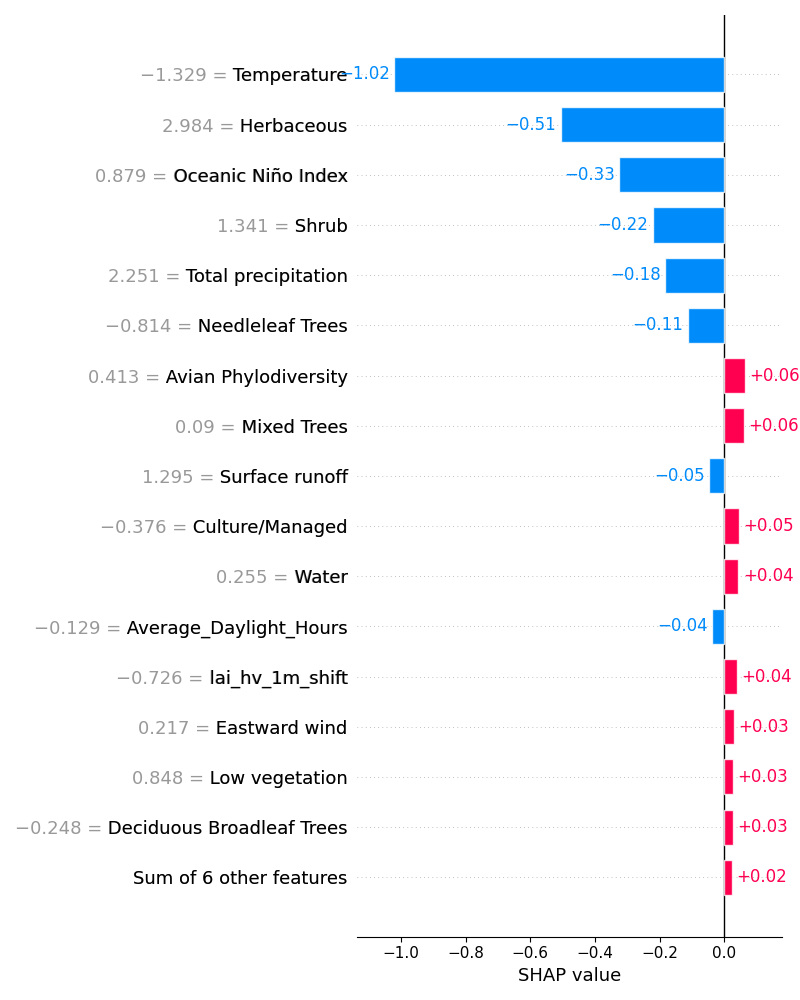 −1.329 = Temperature −1.02
2.984 = Herbaceous −0.51
0.879 = Oceanic Niño Index −0.33
1.341 = Shrub −0.22
2.251 = Total precipitation −0.18
−0.814 = Needleleaf Trees −0.11
0.413 = Avian Phylodiversity +0.06
0.09 = Mixed Trees +0.06
1.295 = Surface runoff −0.05
−0.376 = Culture/Managed +0.05
0.255 = Water +0.04
−0.129 = Average_Daylight_Hours −0.04
−0.726 = lai_hv_1m_shift +0.04
0.217 = Eastward wind +0.03
0.848 = Low vegetation +0.03
−0.248 = Deciduous Broadleaf Trees +0.03
Sum of 6 other features +0.02
−1.0 −0.8 −0.6 −0.4 −0.2 0.0
SHAP value